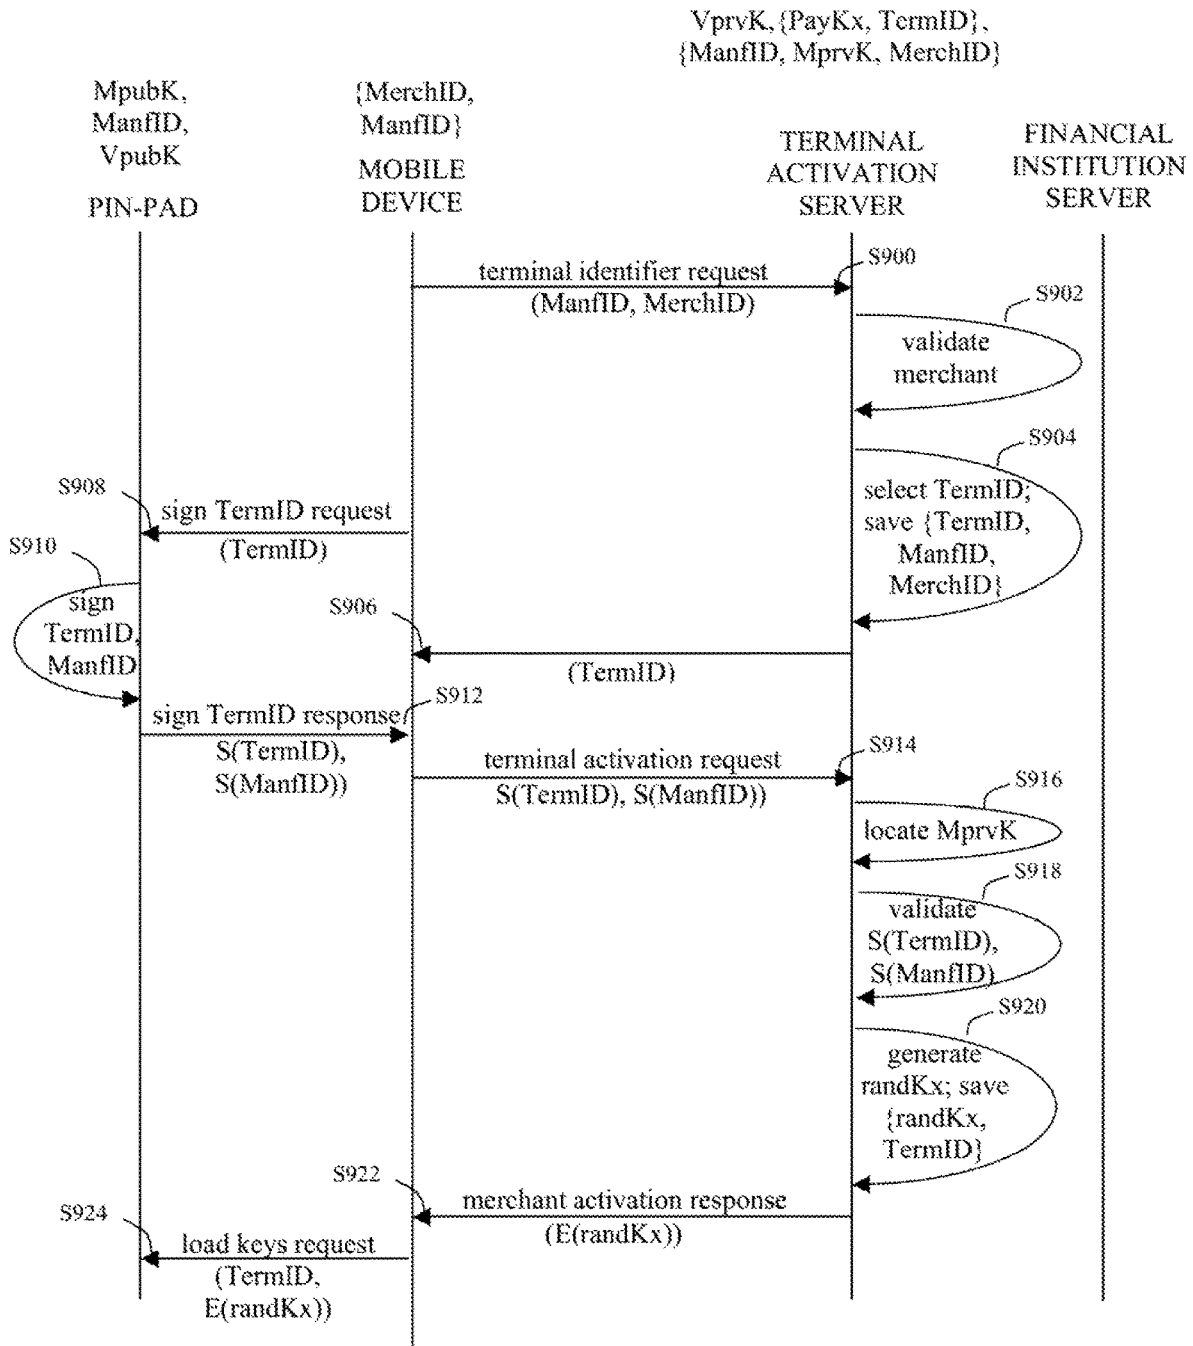 VprvK,{PayKx, TermID},
{ManfID, MprvK, MerchID}
MpubK,
ManfID,
VpubK
PIN-PAD
{MerchID,
ManfID}
MOBILE
DEVICE
TERMINAL
ACTIVATION
SERVER
FINANCIAL
INSTITUTION
SERVER
S900
terminal identifier request
(ManfID, MerchID)
S902
validate
merchant
S904
select TermID;
save {TermID,
ManfID,
MerchID}
S908
sign TermID request
(TermID)
S910
sign
TermID,
ManfID
S906
(TermID)
S912
sign TermID response
S(TermID),
S(ManfID))
S914
terminal activation request
S(TermID), S(ManfID))
S916
locate MprvK
S918
validate
S(TermID),
S(ManfID)
S920
generate
randKx; save
{randKx,
TermID}
S922
merchant activation response
(E(randKx))
S924
load keys request
(TermID,
E(randKx))